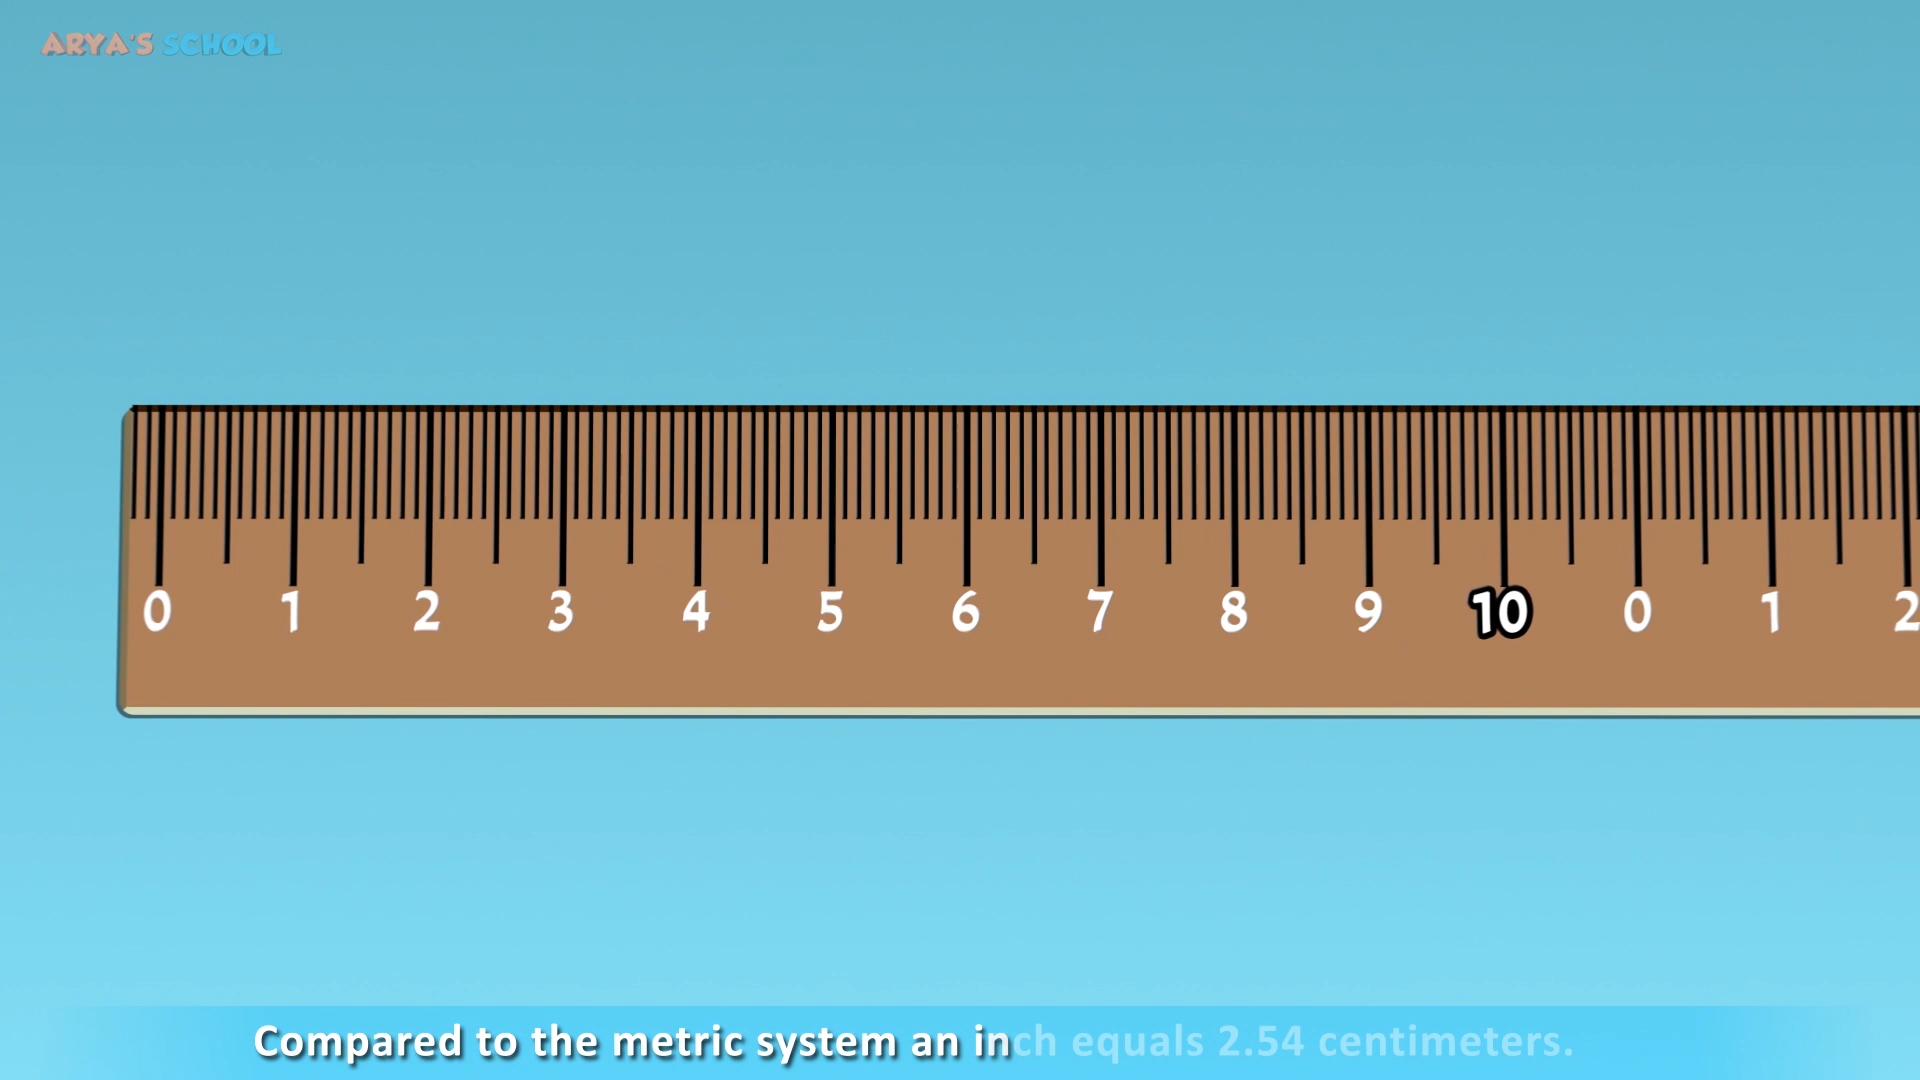 ARYA'S SCHOOL
0 1 2 3 4 5 6 7 8 9 10 0 1 2
Compared to the metric system an inch equals 2.54 centimeters.